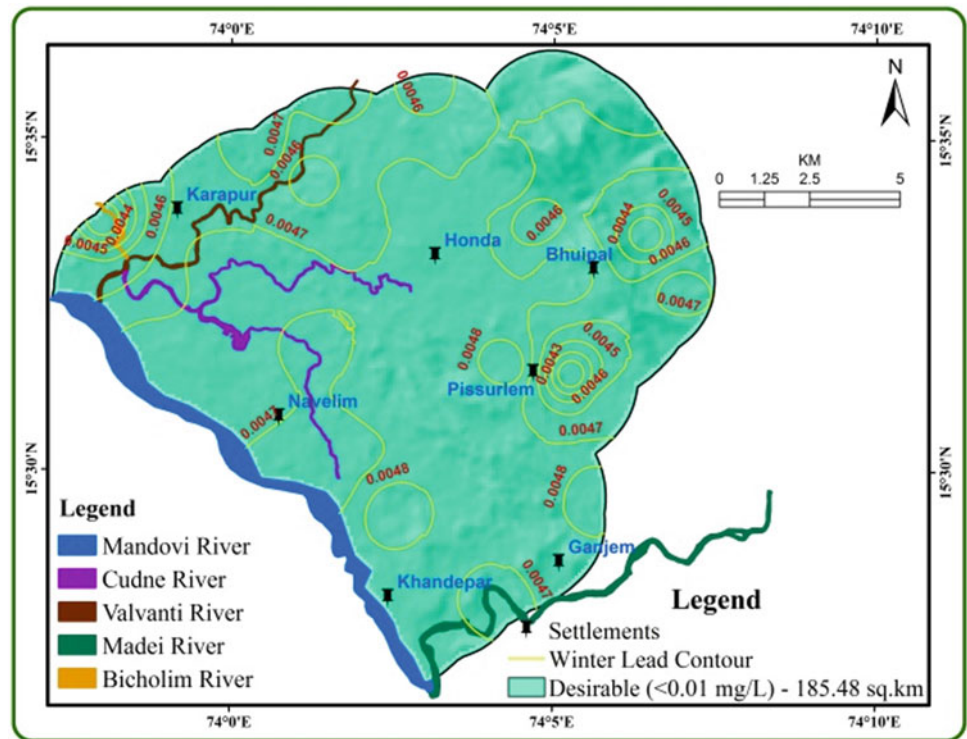 74°0'E 74°5'E 74°10'E
N
15°35'N 15°35'N
KM
0 1.25 2.5 5
0.0046
0.0047
0.0046
Karapur
0.0046
0.0044
0.0045
0.0047
Honda
0.0046
Bhuipal
0.0044
0.0045
0.0046
0.0047
0.0048
0.0043
0.0045
0.0046
Pissurlem
0.0047
Navelim
0.0047
0.0048
0.0048
15°30'N 15°30'N
Ganjem
0.0047
Khandepar
Legend
Mandovi River
Cudne River
Valvanti River
Madei River
Bicholim River
Legend
Settlements
Winter Lead Contour
Desirable (<0.01 mg/L) - 185.48 sq.km
74°0'E 74°5'E 74°10'E